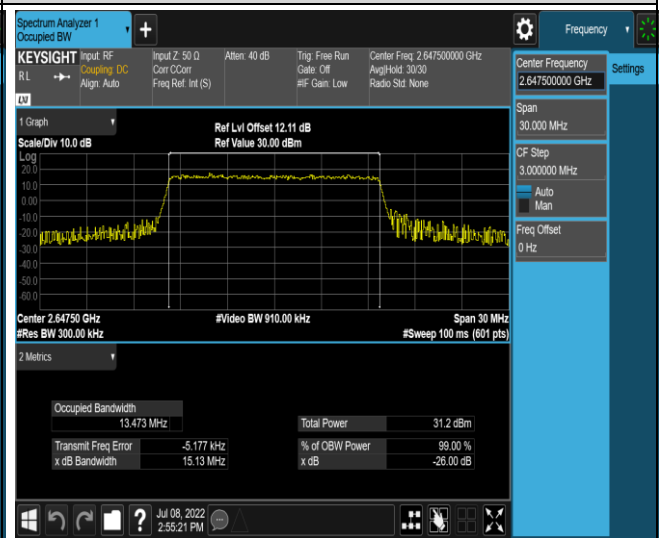 Spectrum Analyzer 1
Occupied BW
Frequency
KEYSIGHT
Input: RF
Coupling: DC
Align: Auto
Input Z: 50 Ω
Corr CCorr
Freq Ref: Int (S)
Atten: 40 dB
Trig: Free Run
Gate: Off
#IF Gain: Low
Center Freq: 2.647500000 GHz
Avg|Hold: 30/30
Radio Std: None
RL
LXI
Center Frequency
2.647500000 GHz
Settings
Span
30.000 MHz
CF Step
3.000000 MHz
Auto
Man
Freq Offset
0 Hz
1 Graph
Scale/Div 10.0 dB
Ref Lvl Offset 12.11 dB
Ref Value 30.00 dBm
Log
20.0
10.0
0.00
-10.0
-20.0
-30.0
-40.0
-50.0
-60.0
Center 2.64750 GHz
#Video BW 910.00 kHz
Span 30 MHz
#Res BW 300.00 kHz
#Sweep 100 ms (601 pts)
2 Metrics
Occupied Bandwidth
13.473 MHz
Total Power 31.2 dBm
Transmit Freq Error -5.177 kHz
% of OBW Power 99.00 %
x dB Bandwidth 15.13 MHz
x dB -26.00 dB
?
Jul 08, 2022
2:55:21 PM